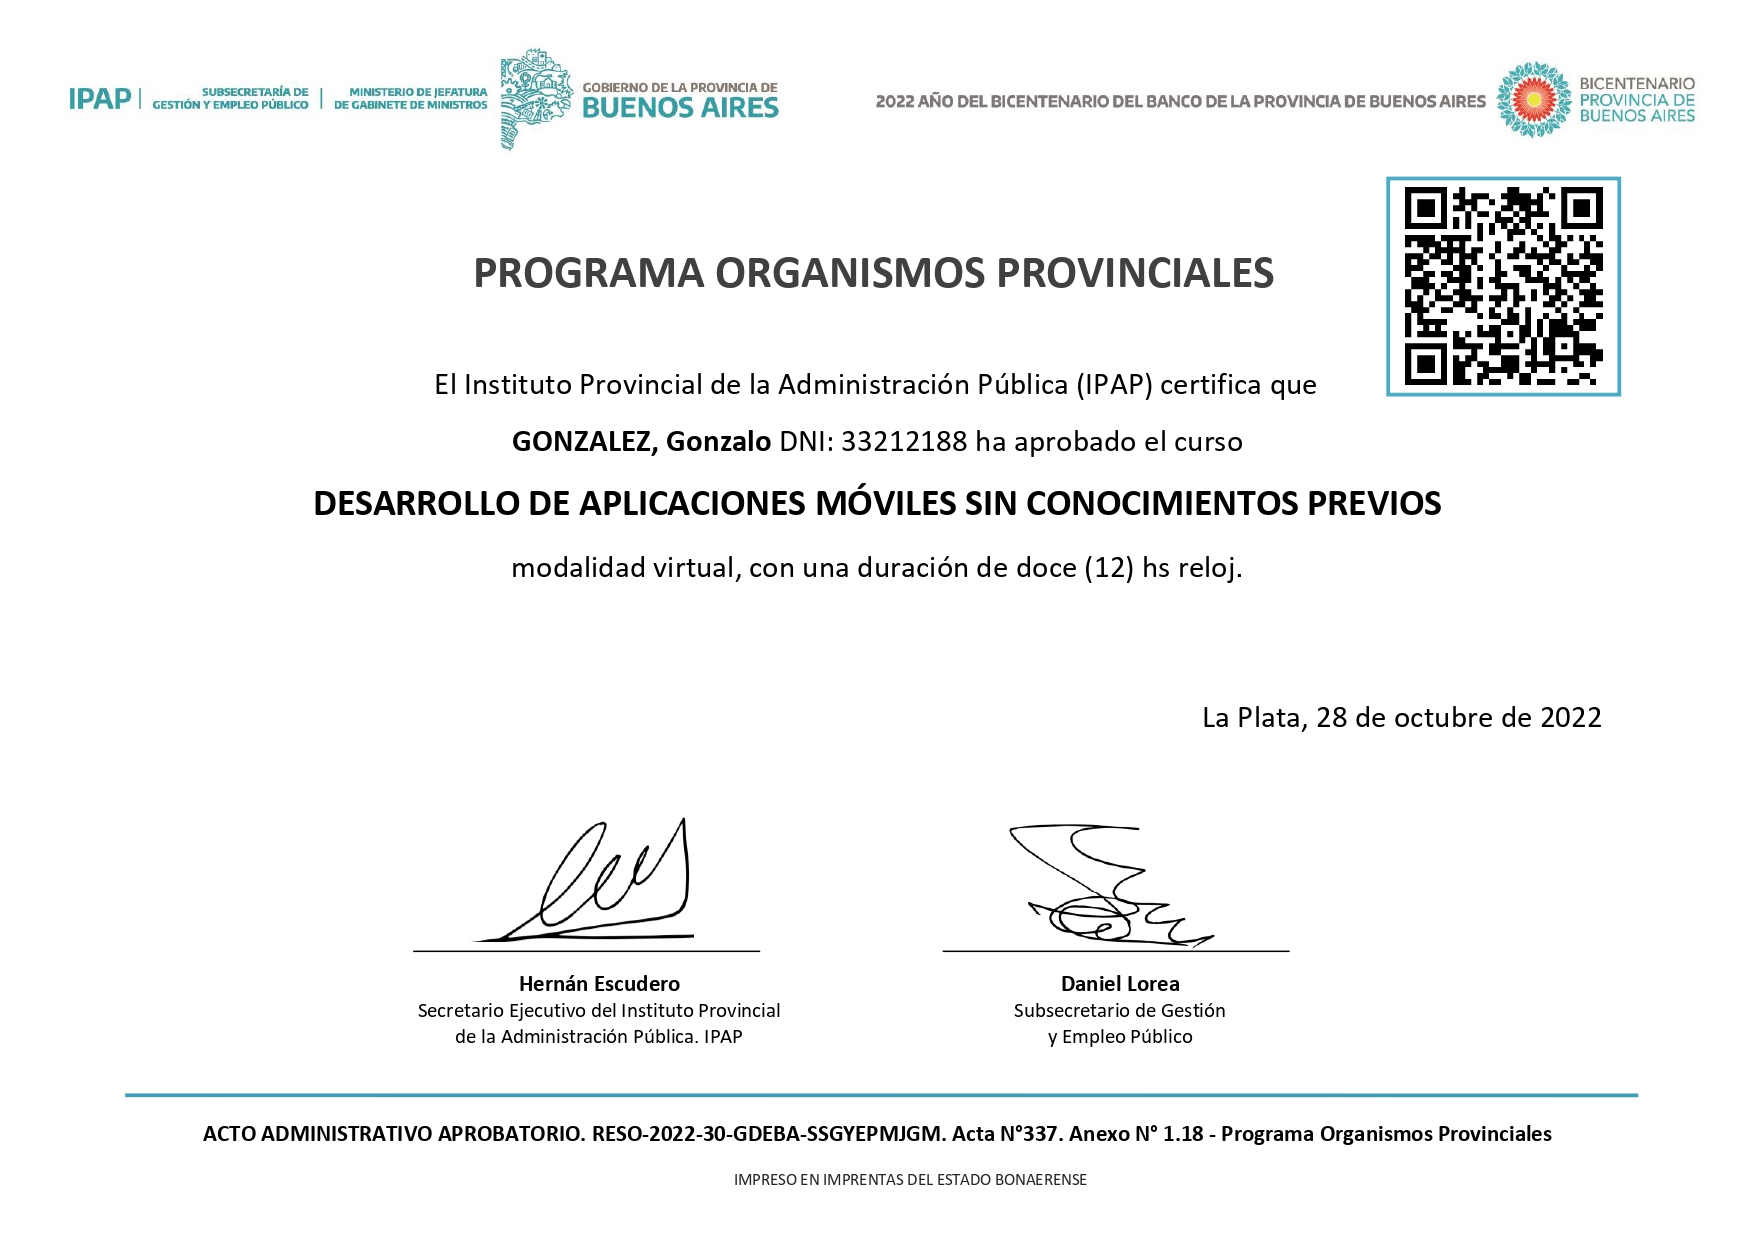 IPAP
SUBSECRETARÍA DE
GESTIÓN Y EMPLEO PÚBLICO
MINISTERIO DE JEFATURA
DE GABINETE DE MINISTROS
GOBIERNO DE LA PROVINCIA DE
BUENOS AIRES
2022 AÑO DEL BICENTENARIO DEL BANCO DE LA PROVINCIA DE BUENOS AIRES
BICENTENARIO
PROVINCIA DE
BUENOS AIRES
PROGRAMA ORGANISMOS PROVINCIALES
El Instituto Provincial de la Administración Pública (IPAP) certifica que
GONZALEZ, Gonzalo DNI: 33212188 ha aprobado el curso
DESARROLLO DE APLICACIONES MÓVILES SIN CONOCIMIENTOS PREVIOS
modalidad virtual, con una duración de doce (12) hs reloj.
La Plata, 28 de octubre de 2022
Hernán Escudero
Secretario Ejecutivo del Instituto Provincial
de la Administración Pública. IPAP
Daniel Lorea
Subsecretario de Gestión
y Empleo Público
ACTO ADMINISTRATIVO APROBATORIO. RESO-2022-30-GDEBA-SSGYEPMJGM. Acta N°337. Anexo N° 1.18 - Programa Organismos Provinciales
IMPRESO EN IMPRENTAS DEL ESTADO BONAERENSE